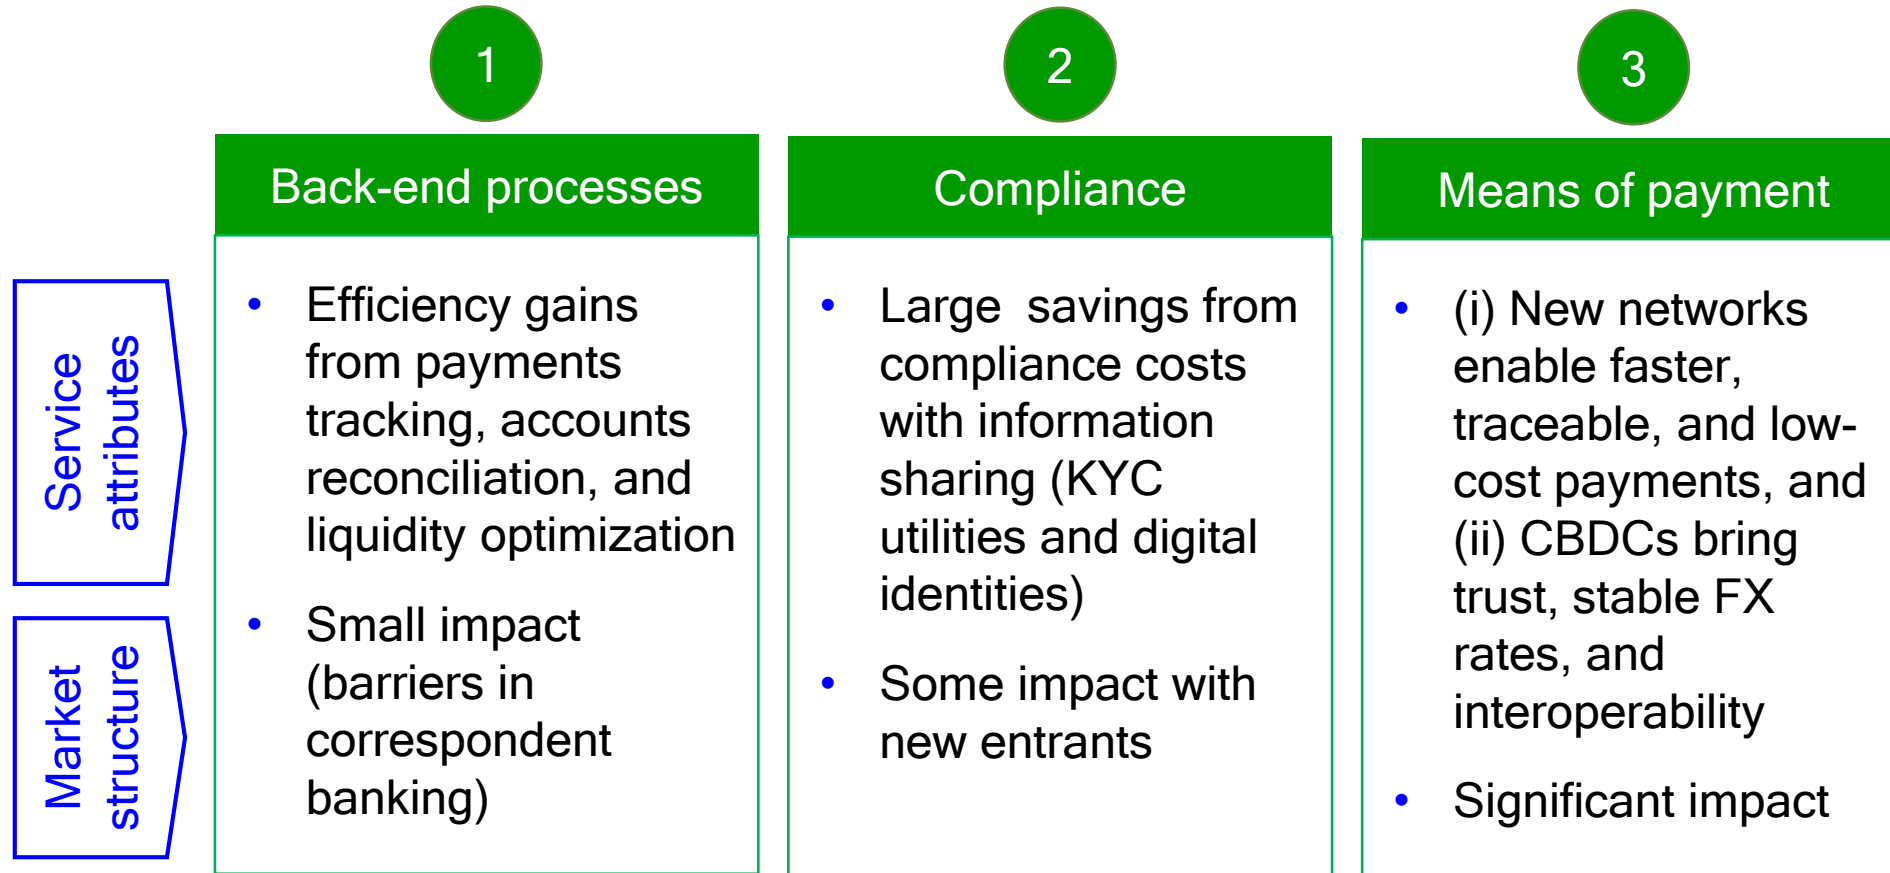 1
2
3
Back-end processes
Compliance
Means of payment
Service
attributes
Market
structure
• Efficiency gains
from payments
tracking, accounts
reconciliation, and
liquidity optimization
• Small impact
(barriers in
correspondent
banking)
• Large  savings from
compliance costs
with information
sharing (KYC
utilities and digital
identities)
• Some impact with
new entrants
• (i) New networks
enable faster,
traceable, and low-
cost payments, and
(ii) CBDCs bring
trust, stable FX
rates, and
interoperability
• Significant impact